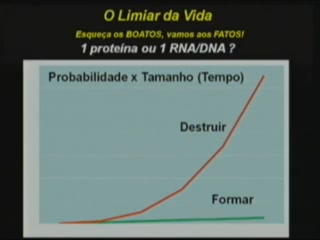 O Limiar da Vida
Esqueça os BOATOS, vamos aos FATOS!
1 proteína ou 1 RNA/DNA ?
Probabilidade x Tamanho (Tempo)
Destruir
Formar